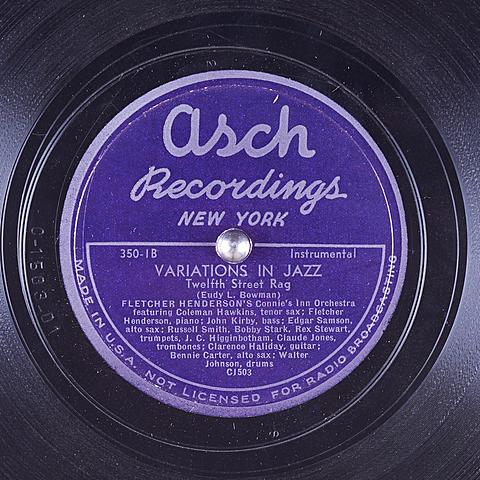 asch
Recordings
NEW YORK
350-1B Instrumental
VARIATIONS IN JAZZ
Twelfth Street Rag
(Eudy L. Bowman)
FLETCHER HENDERSON'S Connie's Inn Orchestra
featuring Coleman Hawkins, tenor sax; Fletcher
Henderson, piano; John Kirby, bass; Edgar Samson,
alto sax; Russell Smith, Bobby Stark, Rex Stewart,
trumpets, J. C. Higginbotham, Claude Jones,
trombones; Clarence Haliday, guitar;
Bennie Carter, alto sax; Walter
Johnson, drums
CJ503
MADE IN U.S.A. NOT LICENSED FOR RADIO BROADCASTING